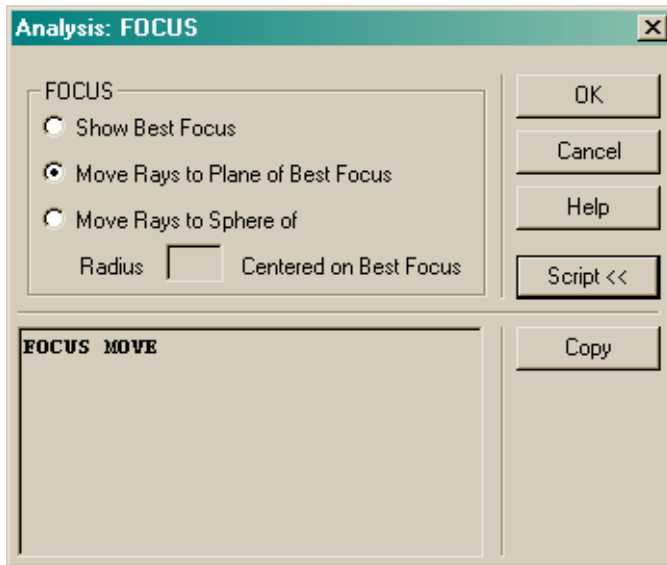 Analysis: FOCUS
FOCUS
Show Best Focus
Move Rays to Plane of Best Focus
Move Rays to Sphere of
Radius Centered on Best Focus
OK
Cancel
Help
Script <<
FOCUS MOVE
Copy